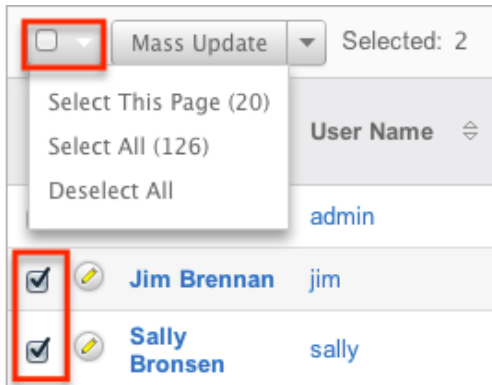 Mass Update Selected: 2
Select This Page (20)
Select All (126)
Deselect All
User Name
admin
Jim Brennan jim
Sally
Bronsen sally